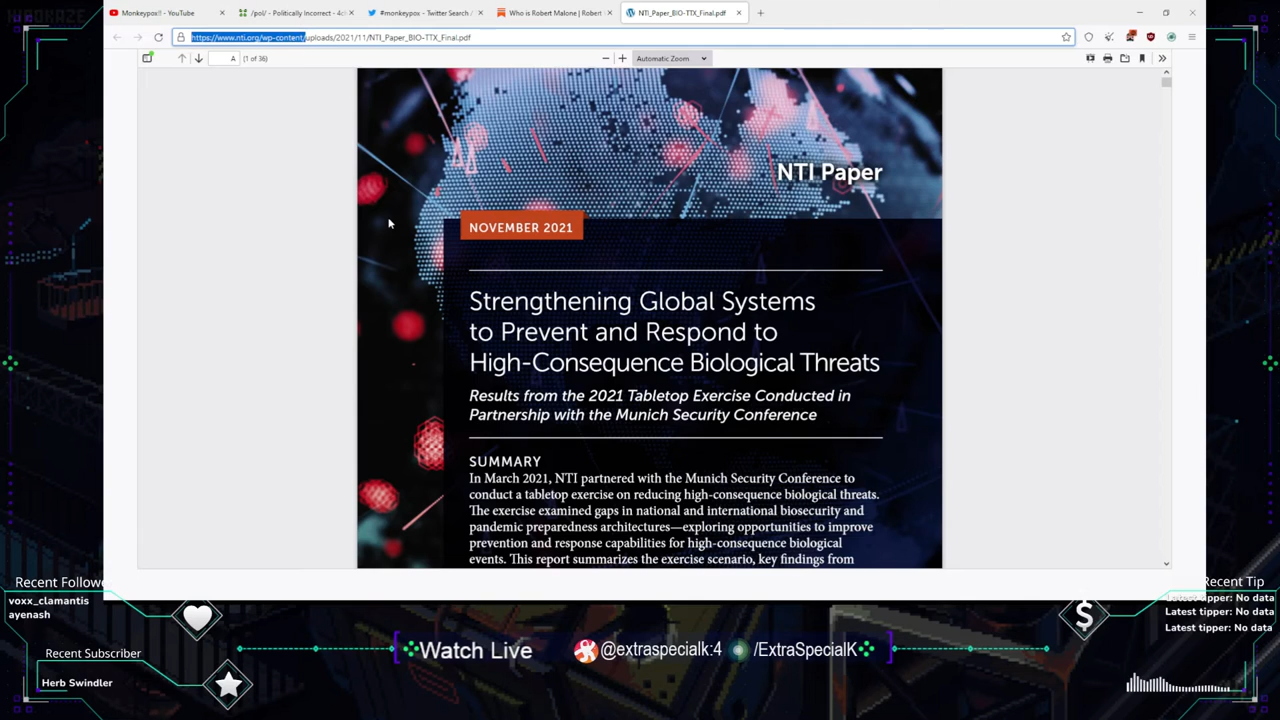 Monkeypox!! - YouTube
/pol/ - Politically Incorrect - 4ch
#monkeypox - Twitter Search /
Who is Robert Malone | Robert
NTI_Paper_BIO-TTX_Final.pdf
https://www.nti.org/wp-content/uploads/2021/11/NTI_Paper_BIO-TTX_Final.pdf
A (1 of 36)
Automatic Zoom
NTI Paper
NOVEMBER 2021
Strengthening Global Systems
to Prevent and Respond to
High-Consequence Biological Threats
Results from the 2021 Tabletop Exercise Conducted in
Partnership with the Munich Security Conference
SUMMARY
In March 2021, NTI partnered with the Munich Security Conference to
conduct a tabletop exercise on reducing high-consequence biological threats.
The exercise examined gaps in national and international biosecurity and
pandemic preparedness architectures—exploring opportunities to improve
prevention and response capabilities for high-consequence biological
events. This report summarizes the exercise scenario, key findings from
Recent Followe
voxx_clamantis
ayenash
Recent Subscriber
Herb Swindler
Watch Live
@extraspecialk:4
/ExtraSpecialK
Recent Tip
Latest tipper: No data
Latest tipper: No data
Latest tipper: No data